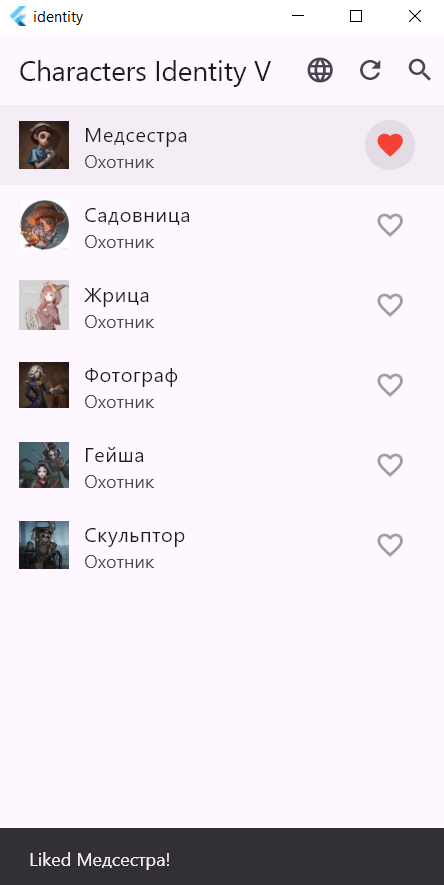 identity
Characters Identity V
Медсестра
Охотник
Садовница
Охотник
Жрица
Охотник
Фотограф
Охотник
Гейша
Охотник
Скульптор
Охотник
Liked Медсестра!